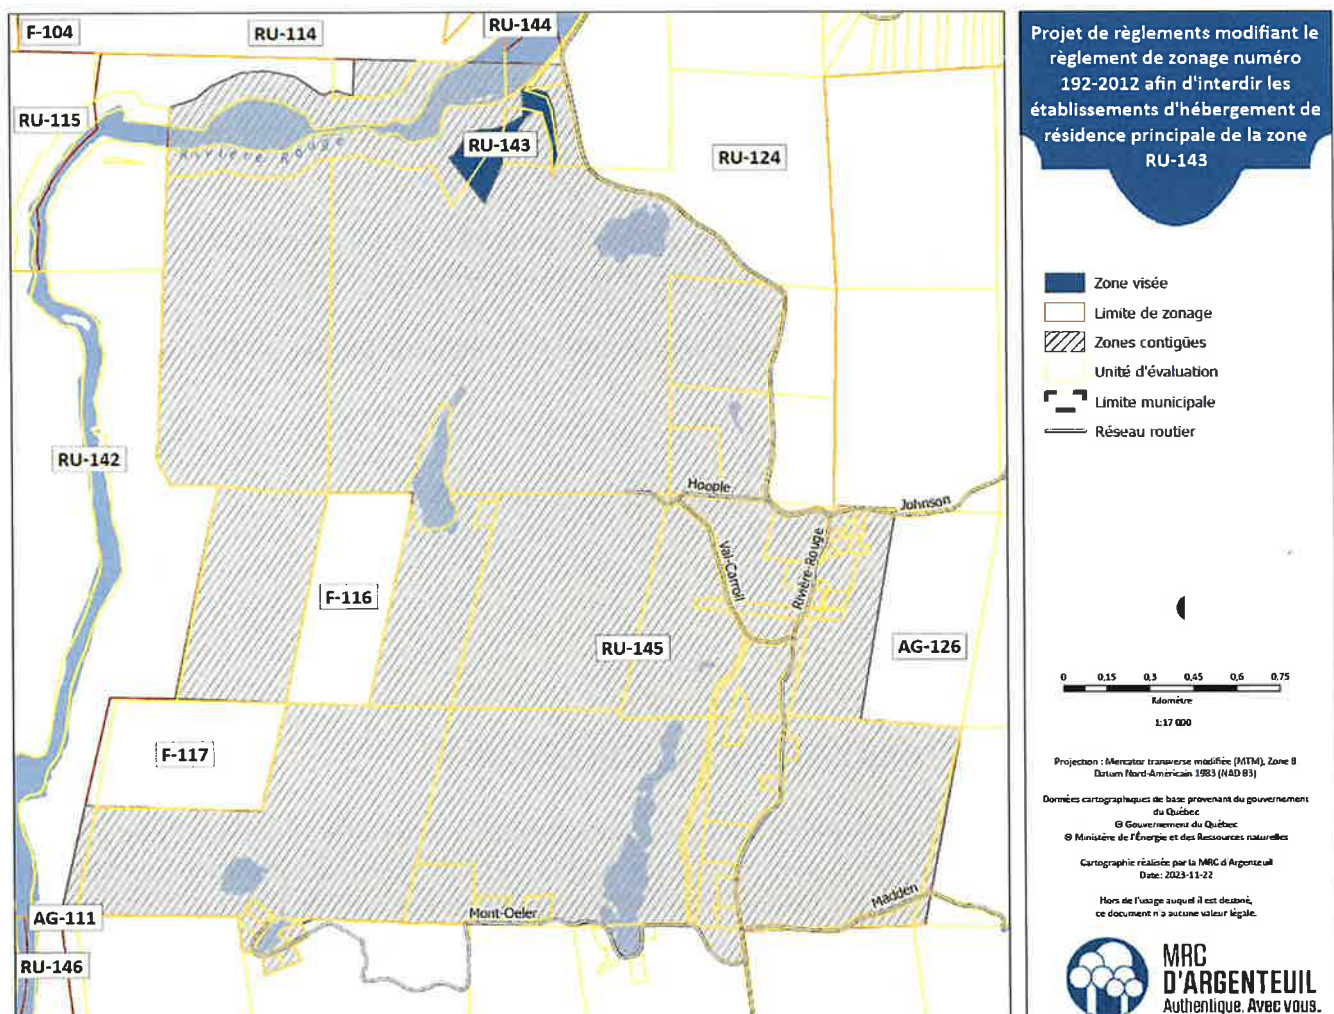 F-104
RU-114
RU-144
RU-115
Rivière Rouge
RU-143
RU-124
RU-142
Hoople
Johnson
Val-Carroll
Rivière-Rouge
F-116
RU-145
AG-126
F-117
Madden
Mont-Oeler
AG-111
RU-146
Projet de règlements modifiant le
règlement de zonage numéro
192-2012 afin d'interdir les
établissements d'hébergement de
résidence principale de la zone
RU-143
Zone visée
Limite de zonage
Zones contigües
Unité d'évaluation
Limite municipale
Réseau routier
0 0,15 0,3 0,45 0,6 0,75
Kilomètre
1:17 000
Projection : Mercator transverse modifiée (MTM), Zone 8
Datum Nord-Américain 1983 (NAD 83)
Données cartographiques de base provenant du gouvernement
du Québec
© Gouvernement du Québec
© Ministère de l'Énergie et des Ressources naturelles
Cartographie réalisée par la MRC d'Argenteuil
Date: 2023-11-22
Hors de l'usage auquel il est destiné,
ce document n'a aucune valeur légale.
MRC
D'ARGENTEUIL
Authentique. Avec vous.